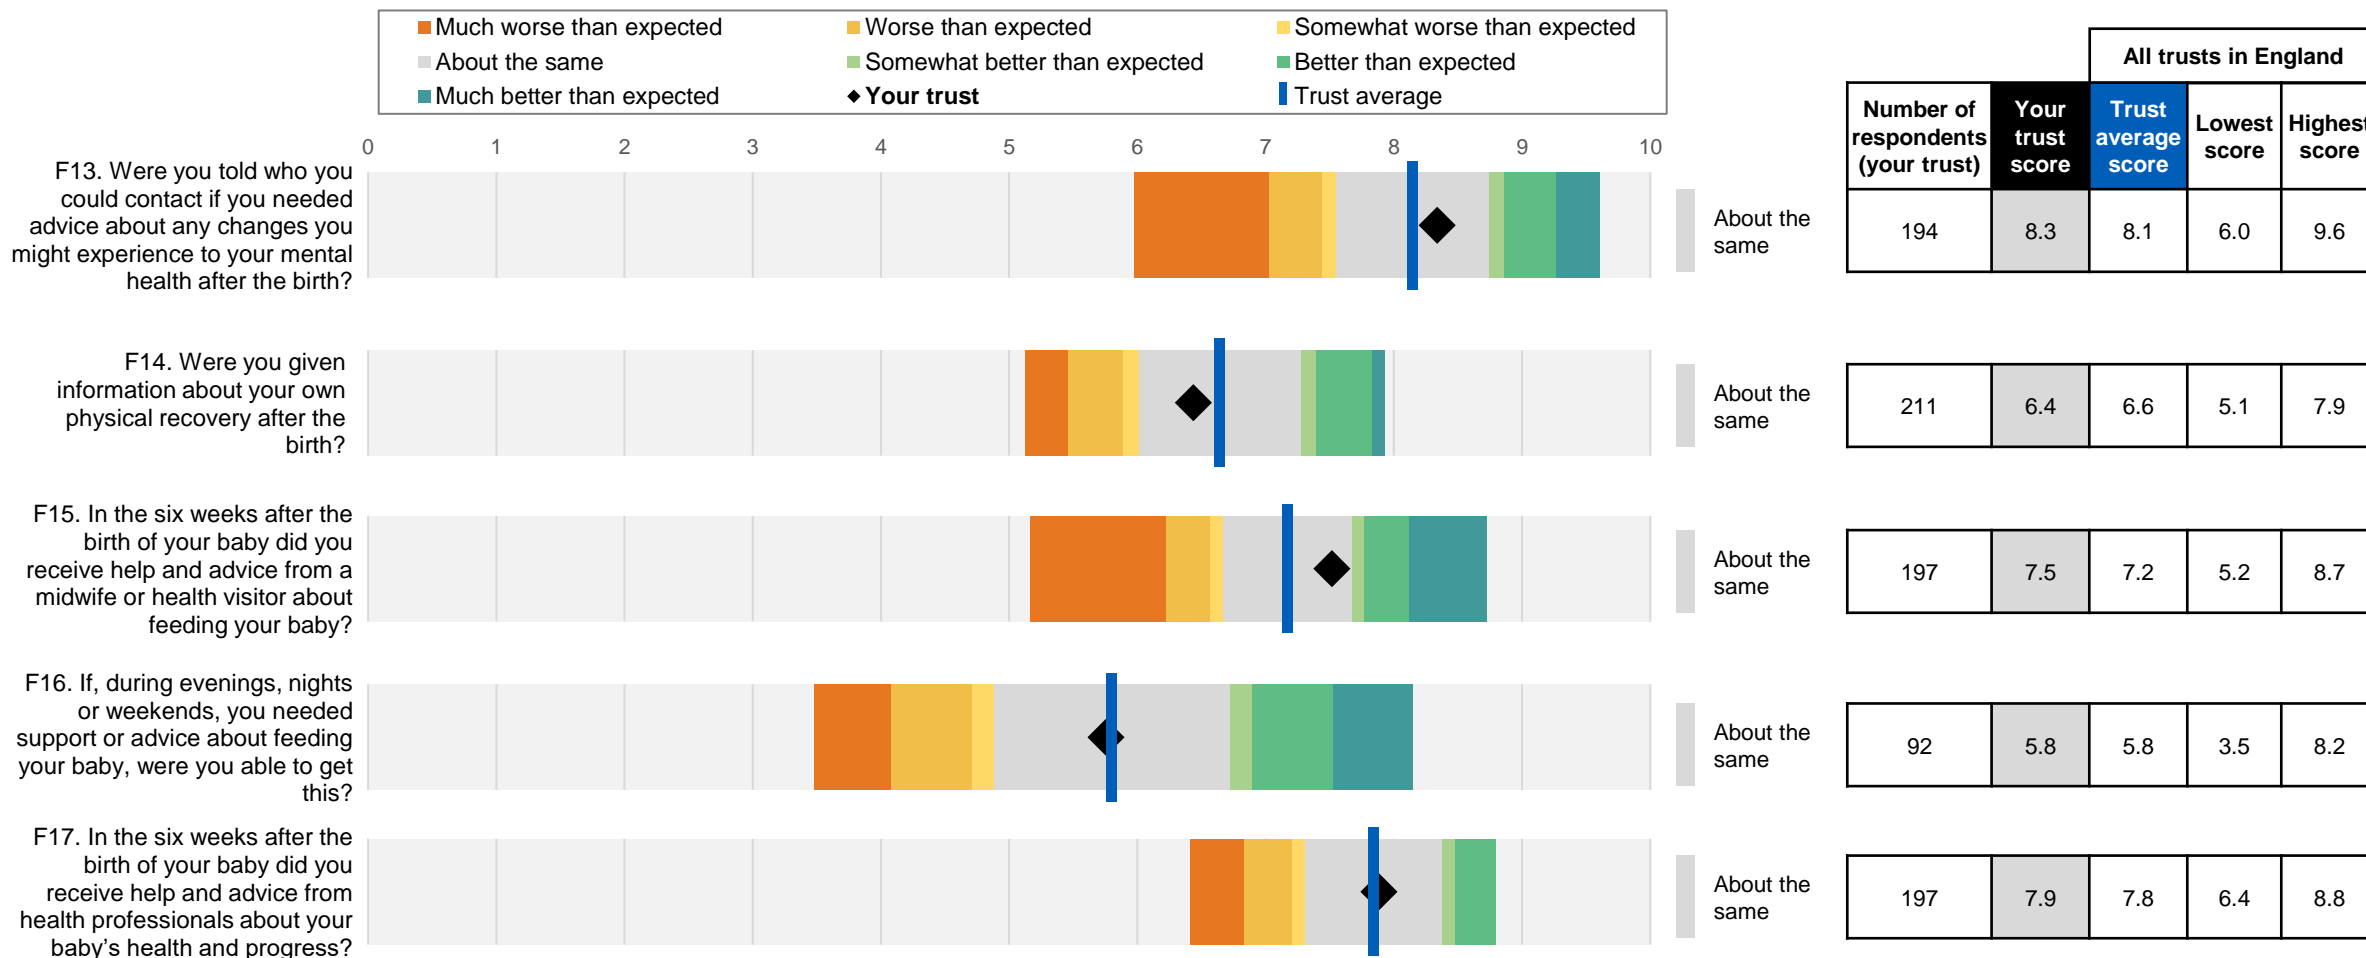 Much worse than expected
Worse than expected
Somewhat worse than expected
About the same
Somewhat better than expected
Better than expected
Much better than expected
Your trust
Trust average
All trusts in England
Number of
respondents
(your trust)
Your
trust
score
Trust
average
score
Lowest
score
Highest
score
0 1 2 3 4 5 6 7 8 9 10
F13. Were you told who you
could contact if you needed
advice about any changes you
might experience to your mental
health after the birth?
About the
same
194 8.3 8.1 6.0 9.6
F14. Were you given
information about your own
physical recovery after the
birth?
About the
same
211 6.4 6.6 5.1 7.9
F15. In the six weeks after the
birth of your baby did you
receive help and advice from a
midwife or health visitor about
feeding your baby?
About the
same
197 7.5 7.2 5.2 8.7
F16. If, during evenings, nights
or weekends, you needed
support or advice about feeding
your baby, were you able to get
this?
About the
same
92 5.8 5.8 3.5 8.2
F17. In the six weeks after the
birth of your baby did you
receive help and advice from
health professionals about your
baby’s health and progress?
About the
same
197 7.9 7.8 6.4 8.8